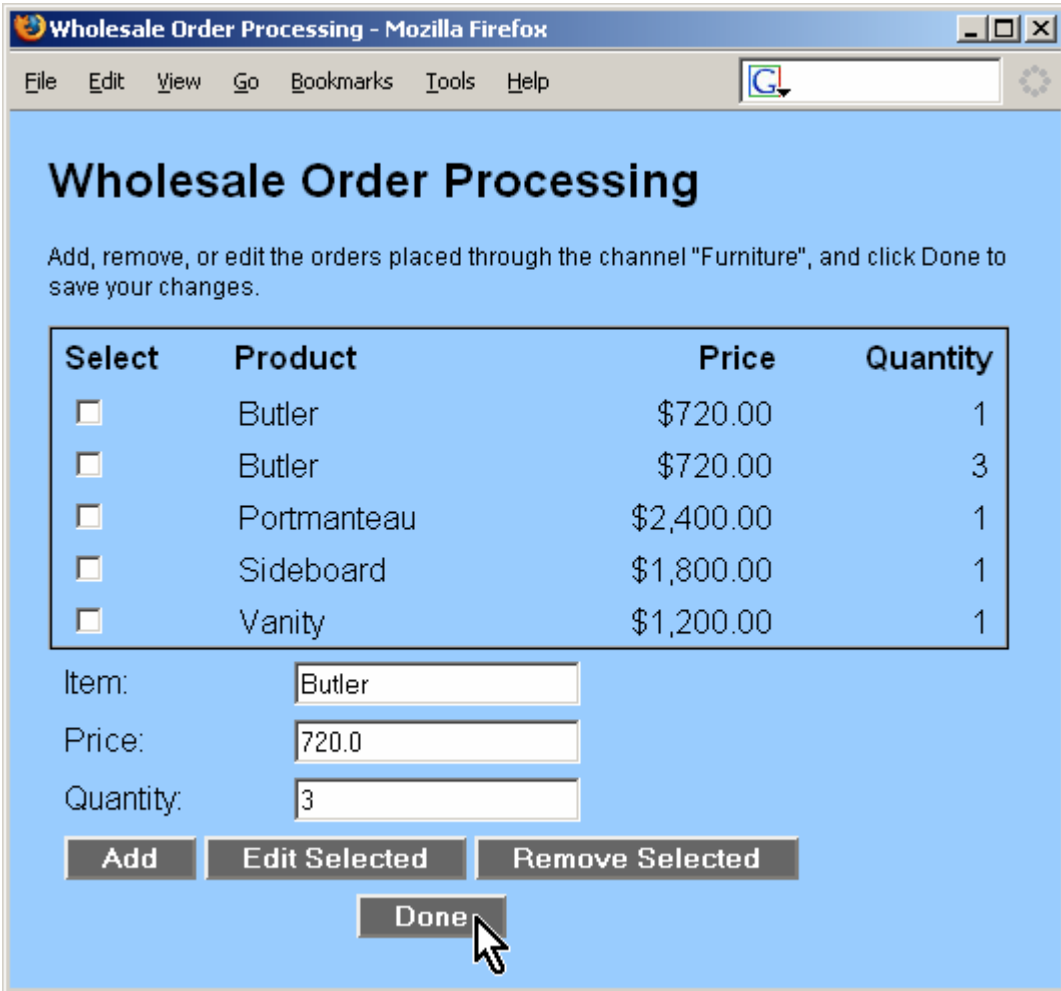 Wholesale Order Processing - Mozilla Firefox
File Edit View Go Bookmarks Tools Help
G
Wholesale Order Processing
Add, remove, or edit the orders placed through the channel "Furniture", and click Done to
save your changes.
Select Product Price Quantity
Butler $720.00 1
Butler $720.00 3
Portmanteau $2,400.00 1
Sideboard $1,800.00 1
Vanity $1,200.00 1
Item: Butler
Price: 720.0
Quantity: 3
Add Edit Selected Remove Selected
Done